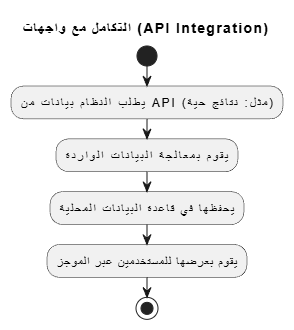 التكامل مع واجهات (API Integration)
يطلب النظام بيانات من API (مثل: نتائج حية)
يقوم بمعالجة البيانات الواردة
يحفظها في قاعدة البيانات المحلية
يقوم بعرضها للمستخدمين عبر الموجز